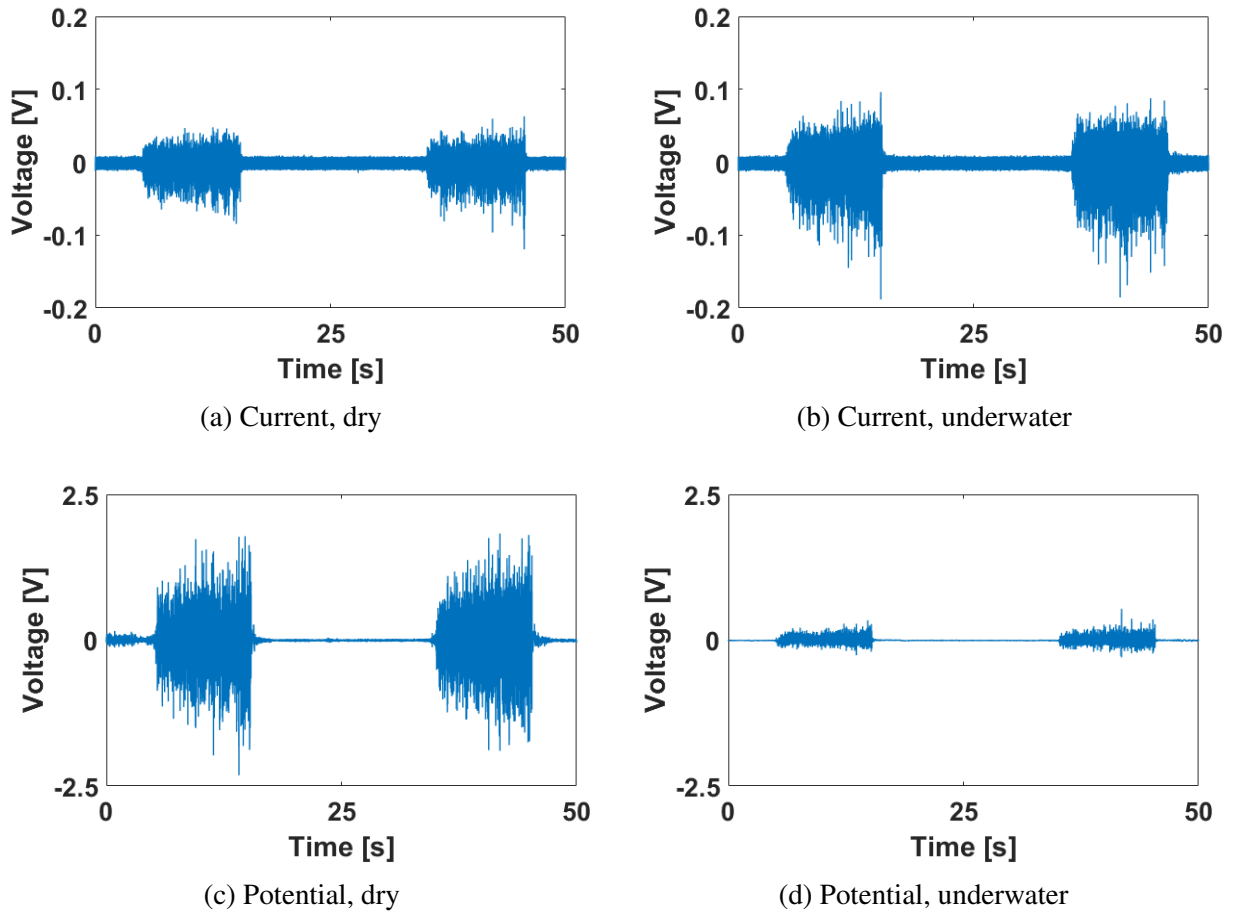 0.2
0.1
0
-0.1
-0.2
Voltage [V]
0 25 50
Time [s]
(a) Current, dry
0.2
0.1
0
-0.1
-0.2
Voltage [V]
0 25 50
Time [s]
(b) Current, underwater
2.5
0
-2.5
Voltage [V]
0 25 50
Time [s]
(c) Potential, dry
2.5
0
-2.5
Voltage [V]
0 25 50
Time [s]
(d) Potential, underwater